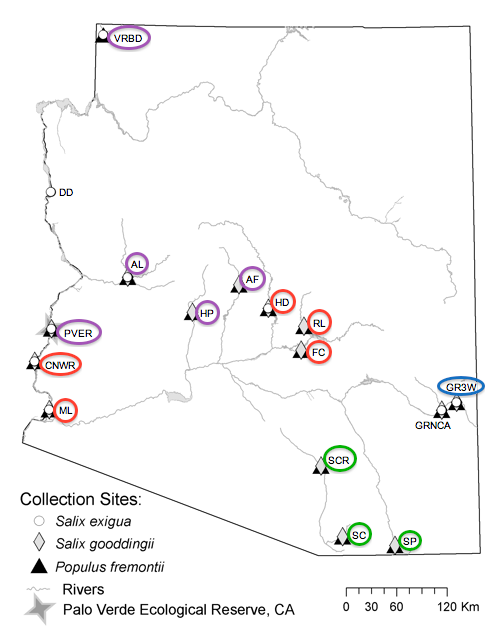 VRBD
DD
AL
AF
HD
HP
RL
PVER
FC
CNWR
GR3W
ML
GRNCA
SCR
SC
SP
Collection Sites:
Salix exigua
Salix gooddingii
Populus fremontii
Rivers
Palo Verde Ecological Reserve, CA
0 30 60 120 Km